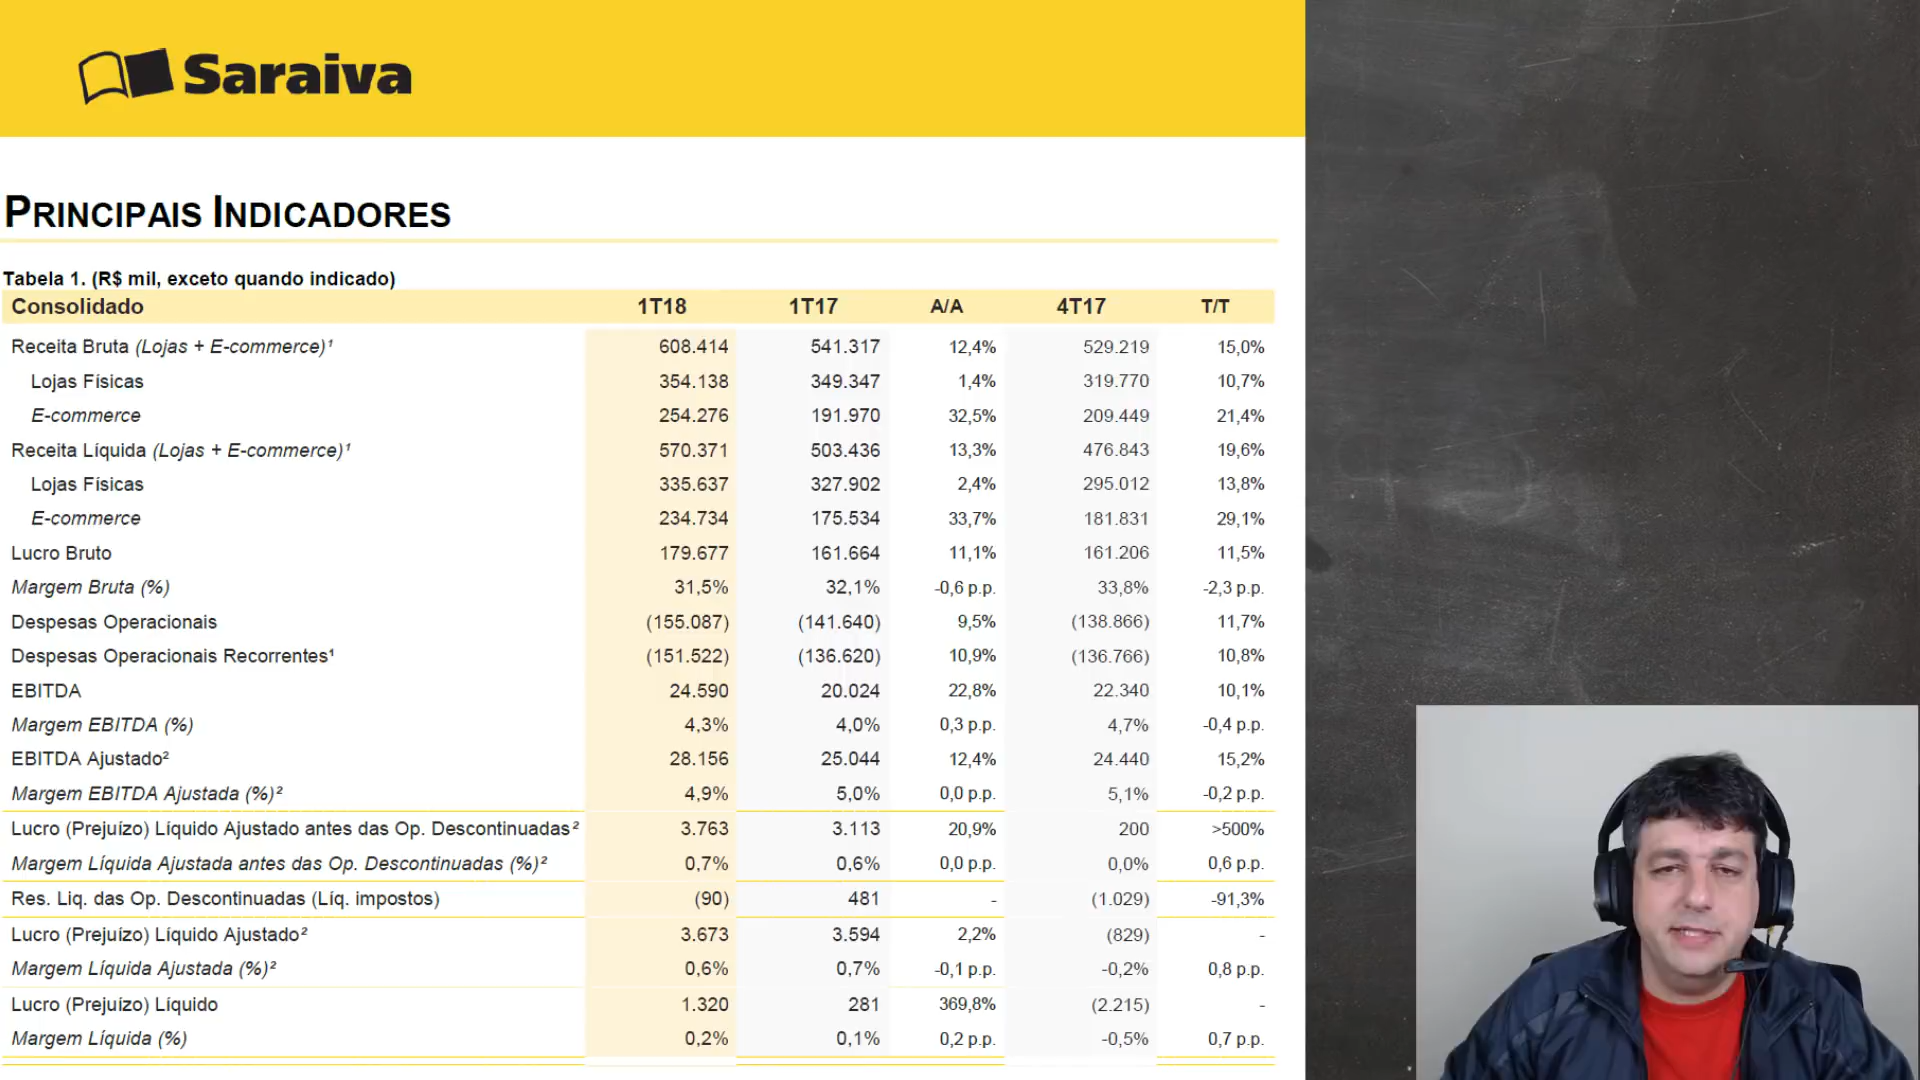 Saraiva
PRINCIPAIS INDICADORES
Tabela 1. (R$ mil, exceto quando indicado)
Consolidado 1T18 1T17 A/A 4T17 T/T
Receita Bruta (Lojas + E-commerce)¹ 608.414 541.317 12,4% 529.219 15,0%
Lojas Físicas 354.138 349.347 1,4% 319.770 10,7%
E-commerce 254.276 191.970 32,5% 209.449 21,4%
Receita Líquida (Lojas + E-commerce)¹ 570.371 503.436 13,3% 476.843 19,6%
Lojas Físicas 335.637 327.902 2,4% 295.012 13,8%
E-commerce 234.734 175.534 33,7% 181.831 29,1%
Lucro Bruto 179.677 161.664 11,1% 161.206 11,5%
Margem Bruta (%) 31,5% 32,1% -0,6 p.p. 33,8% -2,3 p.p.
Despesas Operacionais (155.087) (141.640) 9,5% (138.866) 11,7%
Despesas Operacionais Recorrentes¹ (151.522) (136.620) 10,9% (136.766) 10,8%
EBITDA 24.590 20.024 22,8% 22.340 10,1%
Margem EBITDA (%) 4,3% 4,0% 0,3 p.p. 4,7% -0,4 p.p.
EBITDA Ajustado² 28.156 25.044 12,4% 24.440 15,2%
Margem EBITDA Ajustada (%)² 4,9% 5,0% 0,0 p.p. 5,1% -0,2 p.p.
Lucro (Prejuízo) Líquido Ajustado antes das Op. Descontinuadas² 3.763 3.113 20,9% 200 >500%
Margem Líquida Ajustada antes das Op. Descontinuadas (%)² 0,7% 0,6% 0,0 p.p. 0,0% 0,6 p.p.
Res. Liq. das Op. Descontinuadas (Líq. impostos) (90) 481 - (1.029) -91,3%
Lucro (Prejuízo) Líquido Ajustado² 3.673 3.594 2,2% (829) -
Margem Líquida Ajustada (%)² 0,6% 0,7% -0,1 p.p. -0,2% 0,8 p.p.
Lucro (Prejuízo) Líquido 1.320 281 369,8% (2.215) -
Margem Líquida (%) 0,2% 0,1% 0,2 p.p. -0,5% 0,7 p.p.